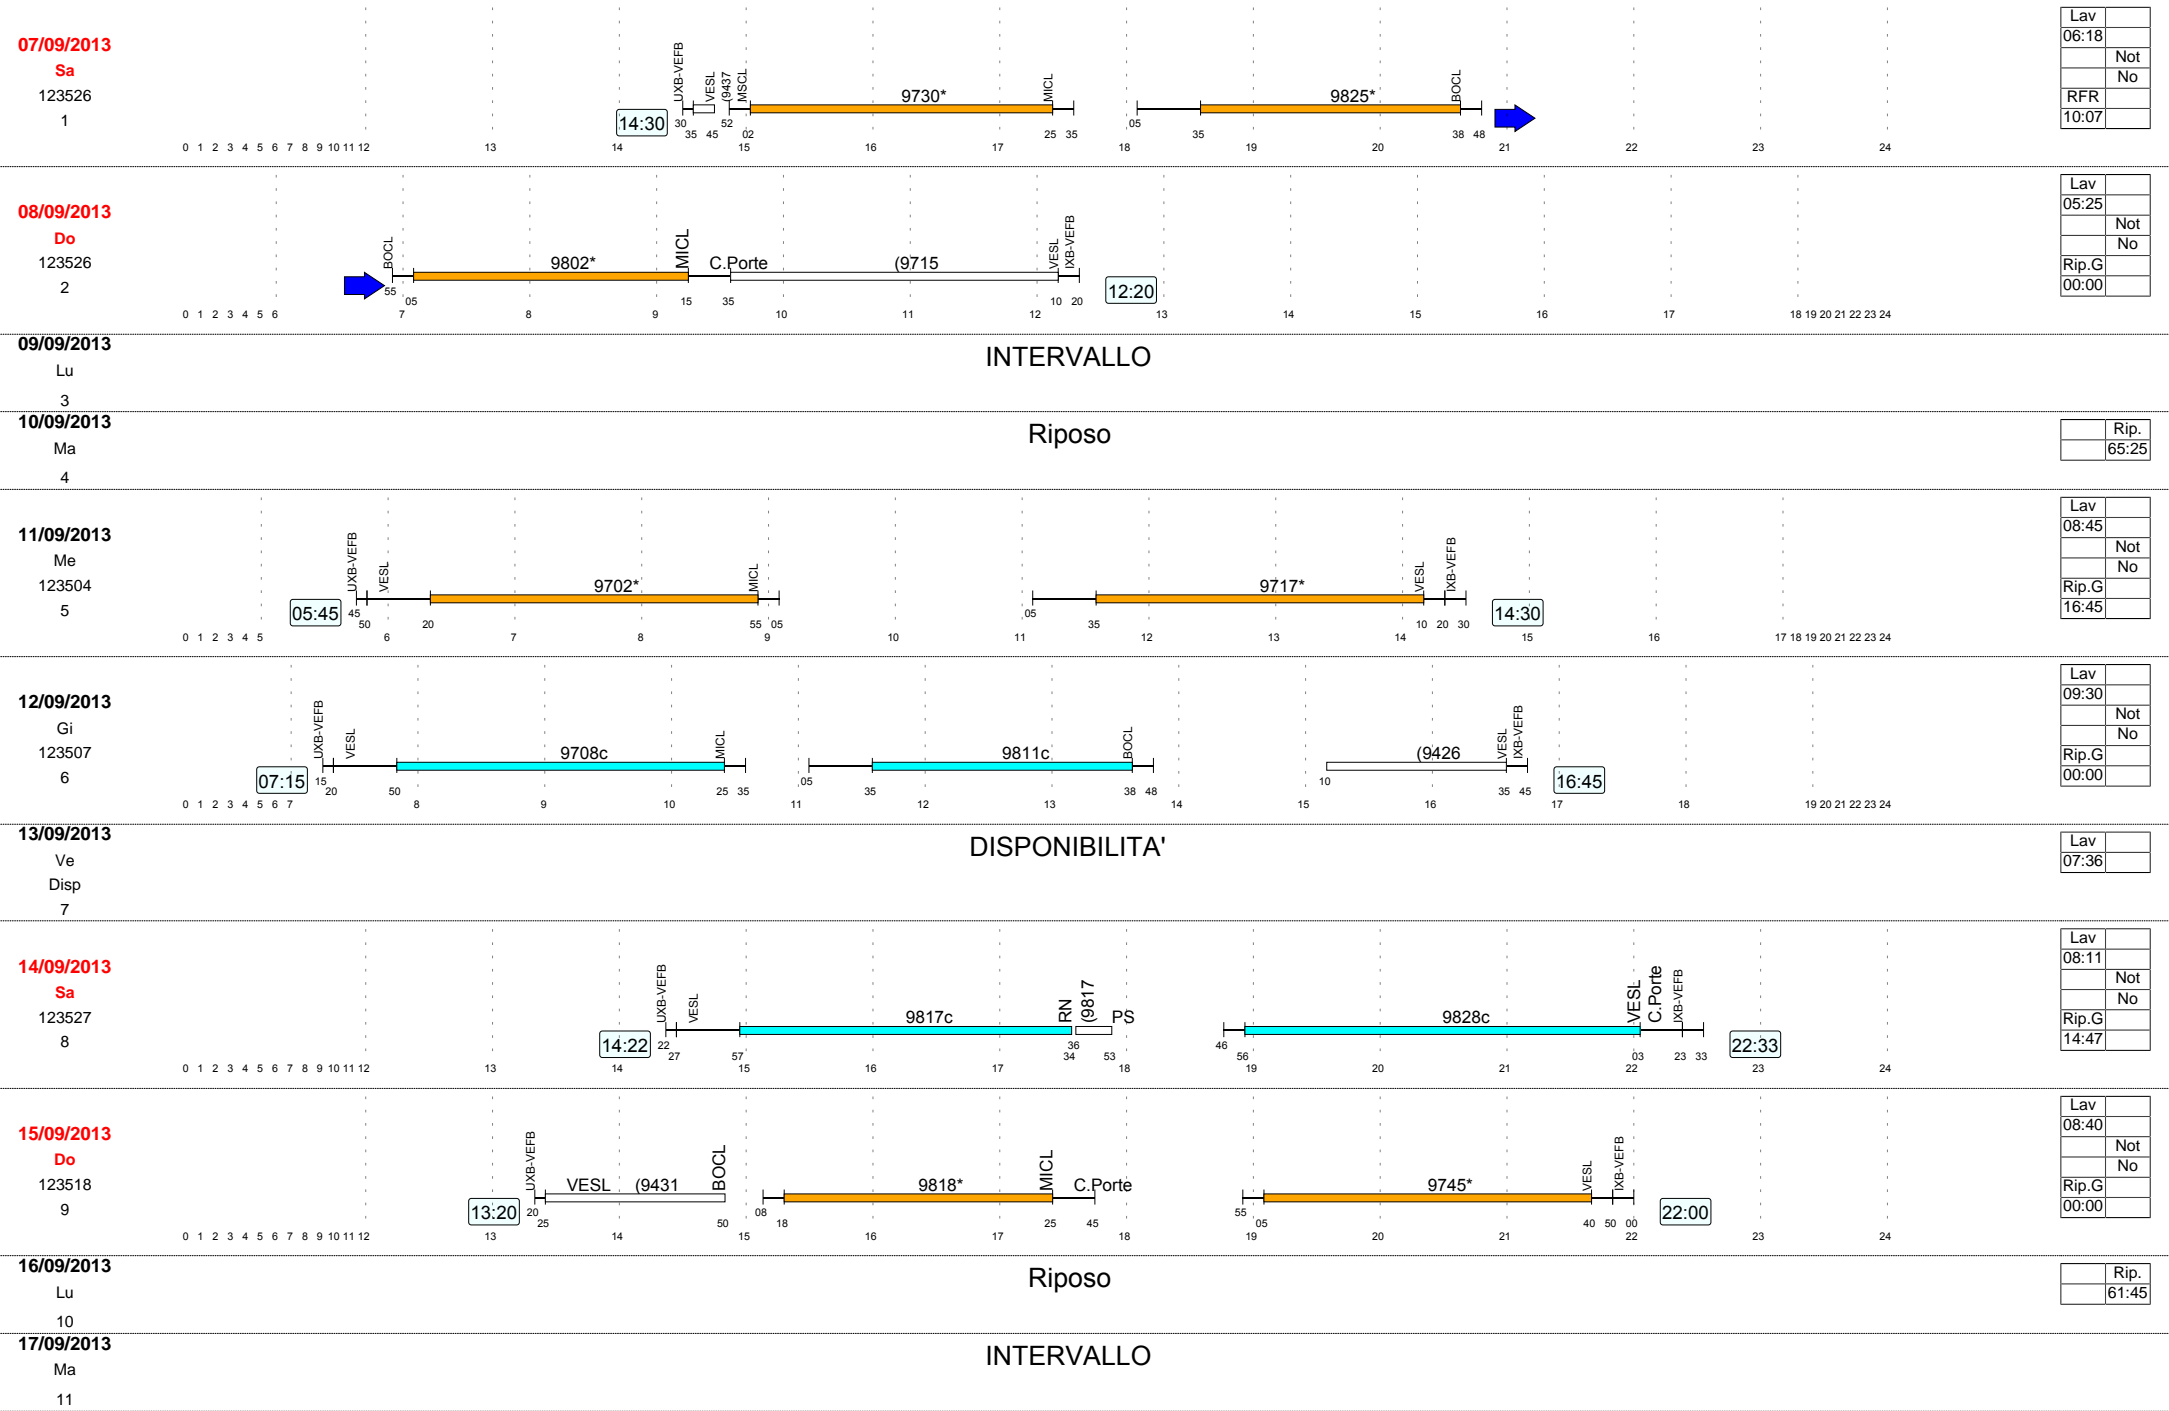 07/09/2013
Sa
123526
1
14:30
UXB-VEFB VESL (9437 MSCL 9730* MICL 9825* BOCL
30 35 45 52 02 25 35 05 35 38 48
0 1 2 3 4 5 6 7 8 9 10 11 12 13 14 15 16 17 18 19 20 21 22 23 24
Lav
06:18
Not
No
RFR
10:07
08/09/2013
Do
123526
2
BOCL 9802* MICL C.Porte (9715 VESL IXB-VEFB
55 05 15 35 10 20
12:20
0 1 2 3 4 5 6 7 8 9 10 11 12 13 14 15 16 17 18 19 20 21 22 23 24
Lav
05:25
Not
No
Rip.G
00:00
09/09/2013
Lu
3
INTERVALLO
10/09/2013
Ma
4
Riposo
Rip.
65:25
11/09/2013
Me
123504
5
05:45
UXB-VEFB VESL 9702* MICL 9717* VESL IXB-VEFB
45 50 20 55 05 05 35 10 20 30
14:30
0 1 2 3 4 5 6 7 8 9 10 11 12 13 14 15 16 17 18 19 20 21 22 23 24
Lav
08:45
Not
No
Rip.G
16:45
12/09/2013
Gi
123507
6
07:15
UXB-VEFB VESL 9708c MICL 9811c BOCL (9426 VESL IXB-VEFB
15 20 50 25 35 05 35 38 48 10 35 45
16:45
0 1 2 3 4 5 6 7 8 9 10 11 12 13 14 15 16 17 18 19 20 21 22 23 24
Lav
09:30
Not
No
Rip.G
00:00
13/09/2013
Ve
Disp
7
DISPONIBILITA'
Lav
07:36
14/09/2013
Sa
123527
8
14:22
UXB-VEFB VESL 9817c RN (9817 PS 9828c VESL C.Porte IXB-VEFB
22 27 57 36 34 53 46 56 03 23 33
22:33
0 1 2 3 4 5 6 7 8 9 10 11 12 13 14 15 16 17 18 19 20 21 22 23 24
Lav
08:11
Not
No
Rip.G
14:47
15/09/2013
Do
123518
9
13:20
UXB-VEFB VESL (9431 BOCL 9818* MICL C.Porte 9745* VESL IXB-VEFB
20 25 50 08 18 25 45 55 05 40 50 00
22:00
0 1 2 3 4 5 6 7 8 9 10 11 12 13 14 15 16 17 18 19 20 21 22 23 24
Lav
08:40
Not
No
Rip.G
00:00
16/09/2013
Lu
10
Riposo
Rip.
61:45
17/09/2013
Ma
11
INTERVALLO